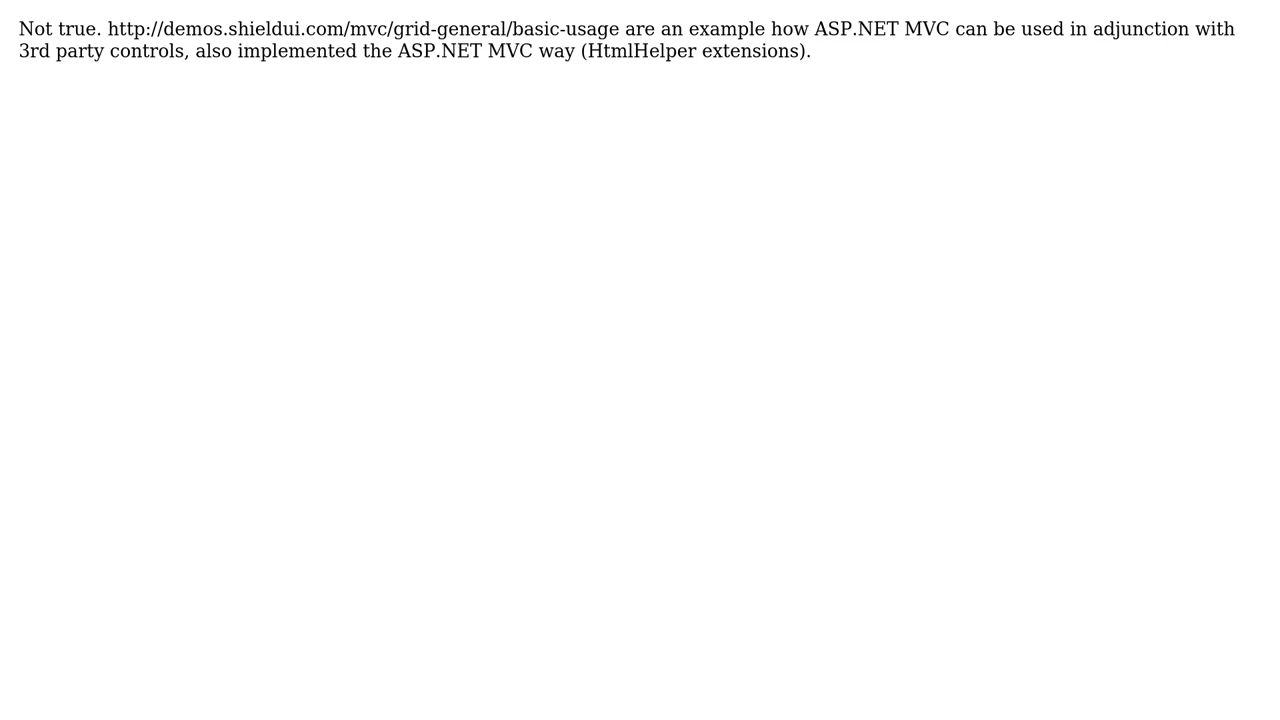 Not true. http://demos.shieldui.com/mvc/grid-general/basic-usage are an example how ASP.NET MVC can be used in adjunction with
3rd party controls, also implemented the ASP.NET MVC way (HtmlHelper extensions).